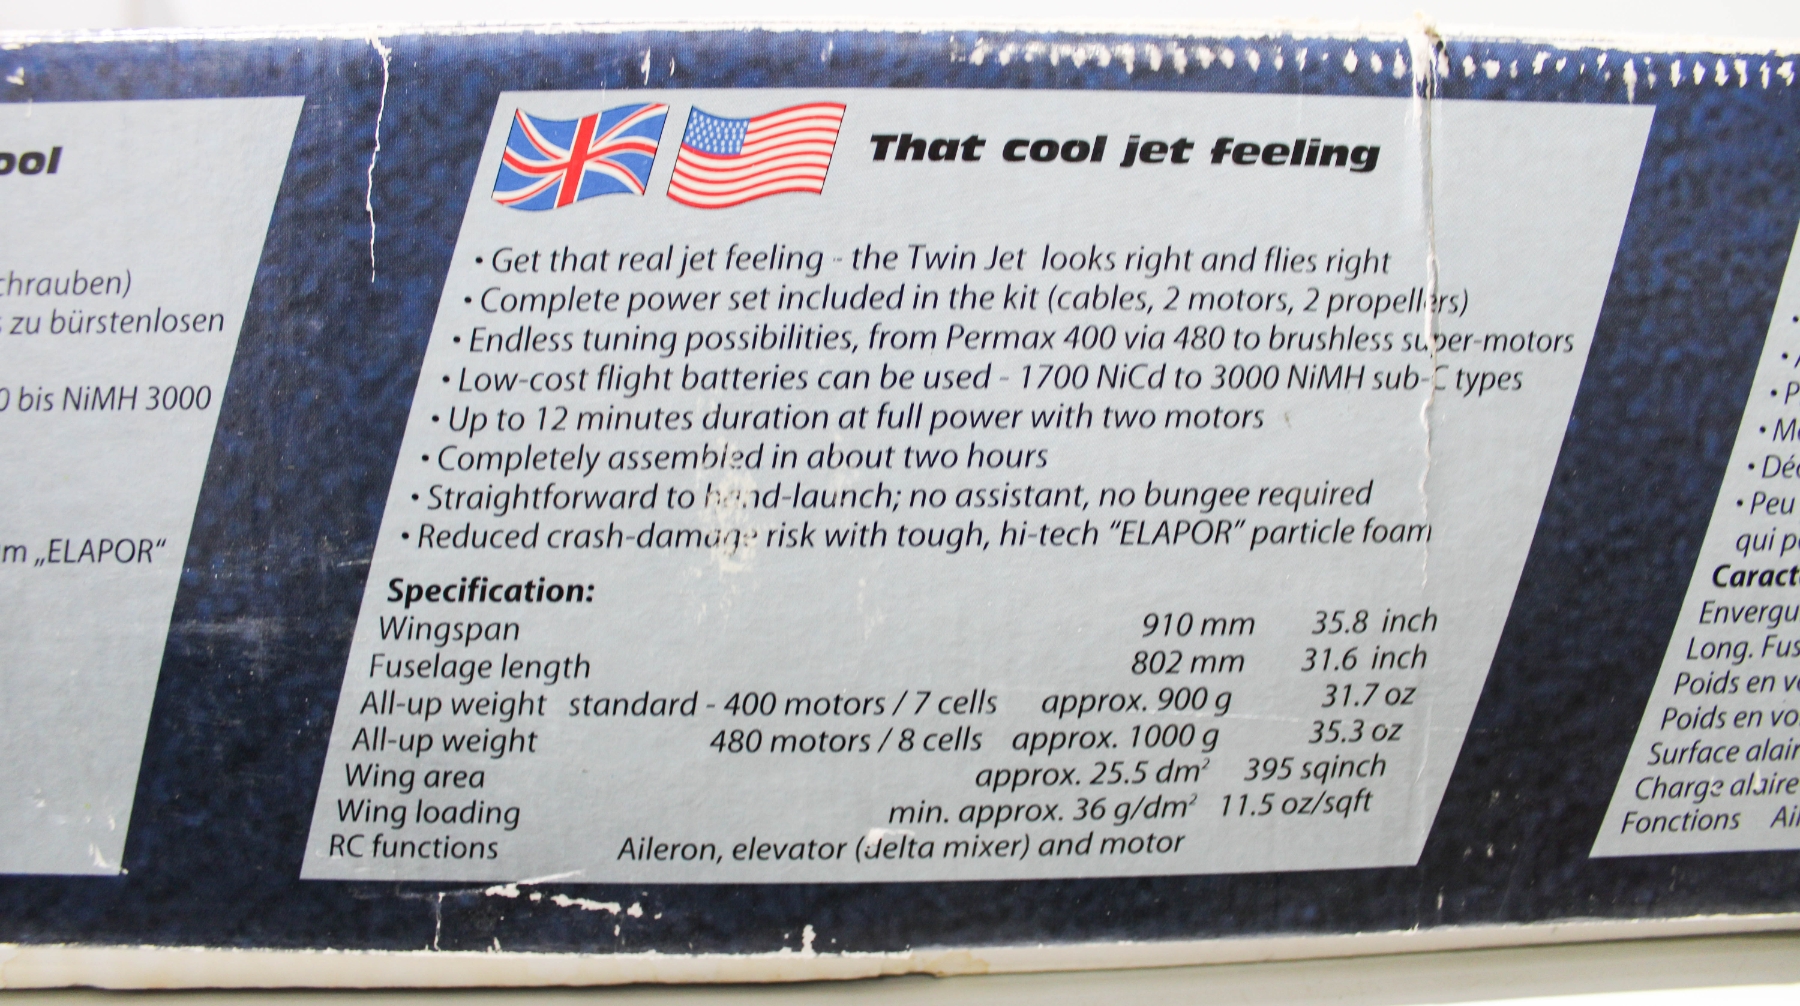 ool
chrauben)
zu bürstenlosen
bis NiMH 3000
„ELAPOR“
That cool jet feeling
• Get that real jet feeling - the Twin Jet looks right and flies right
• Complete power set included in the kit (cables, 2 motors, 2 propellers)
• Endless tuning possibilities, from Permax 400 via 480 to brushless super-motors
• Low-cost flight batteries can be used - 1700 NiCd to 3000 NiMH sub-C types
• Up to 12 minutes duration at full power with two motors
• Completely assembled in about two hours
• Straightforward to hand-launch; no assistant, no bungee required
• Reduced crash-damage risk with tough, hi-tech “ELAPOR” particle foam
Specification:
Wingspan 910 mm 35.8 inch
Fuselage length 802 mm 31.6 inch
All-up weight standard - 400 motors / 7 cells approx. 900 g 31.7 oz
All-up weight 480 motors / 8 cells approx. 1000 g 35.3 oz
Wing area approx. 25.5 dm² 395 sqinch
Wing loading min. approx. 36 g/dm² 11.5 oz/sqft
RC functions Aileron, elevator (delta mixer) and motor
• P
• Mo
• Déc
• Peu
qui p
Caract
Envergu
Long. Fus
Poids en v
Poids en vo
Surface alair
Charge alaire
Fonctions Ail